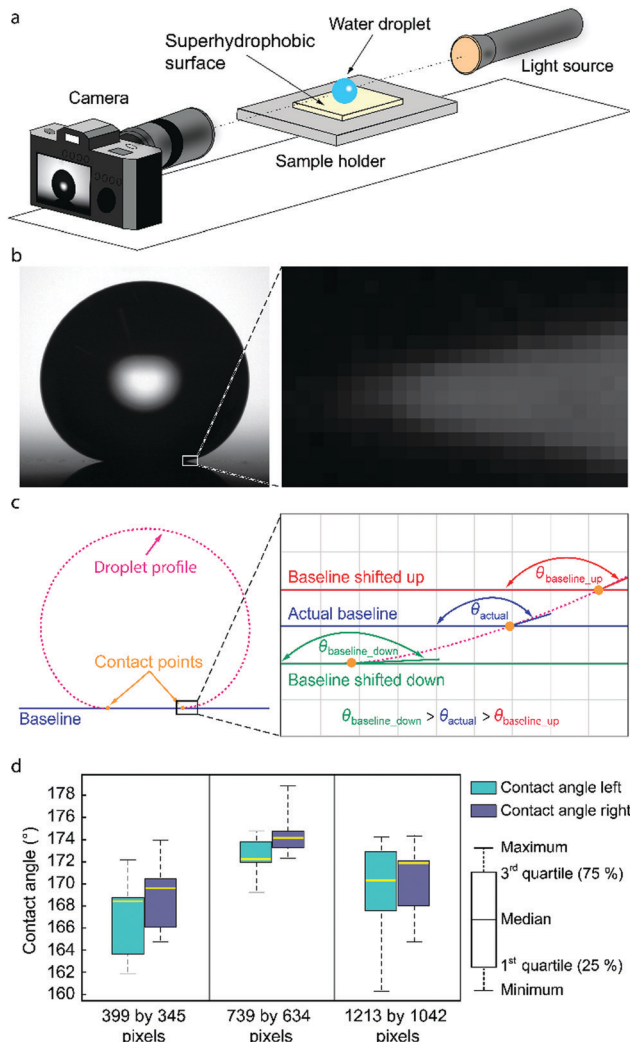 a
Water droplet
Superhydrophobic
surface
Light source
Camera
Sample holder
b
c
Droplet profile
Contact points
Baseline
Baseline shifted up
θbaseline_up
Actual baseline
θactual
θbaseline_down
Baseline shifted down
θbaseline_down > θactual > θbaseline_up
d
Contact angle (°)
178
176
174
172
170
168
166
164
162
160
399 by 345
pixels
739 by 634
pixels
1213 by 1042
pixels
Contact angle left
Contact angle right
Maximum
3rd quartile (75 %)
Median
1st quartile (25 %)
Minimum